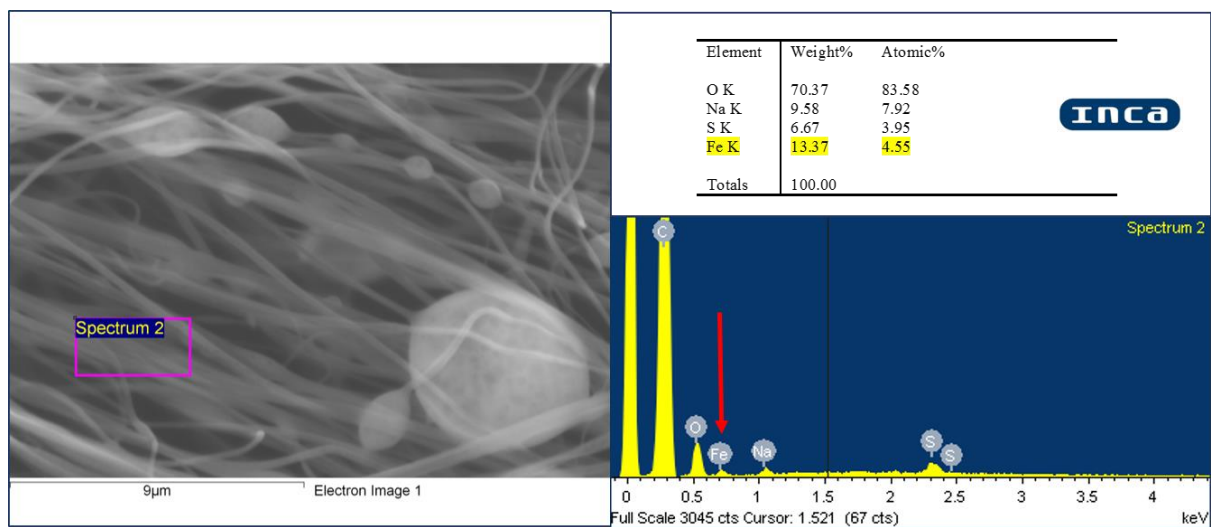 Spectrum 2
9µm
Electron Image 1
Element Weight% Atomic%
O K 70.37 83.58
Na K 9.58 7.92
S K 6.67 3.95
Fe K 13.37 4.55
Totals 100.00
INCA
Spectrum 2
C
O
Fe
Na
S
S
0 0.5 1 1.5 2 2.5 3 3.5 4
Full Scale 3045 cts Cursor: 1.521 (67 cts) keV